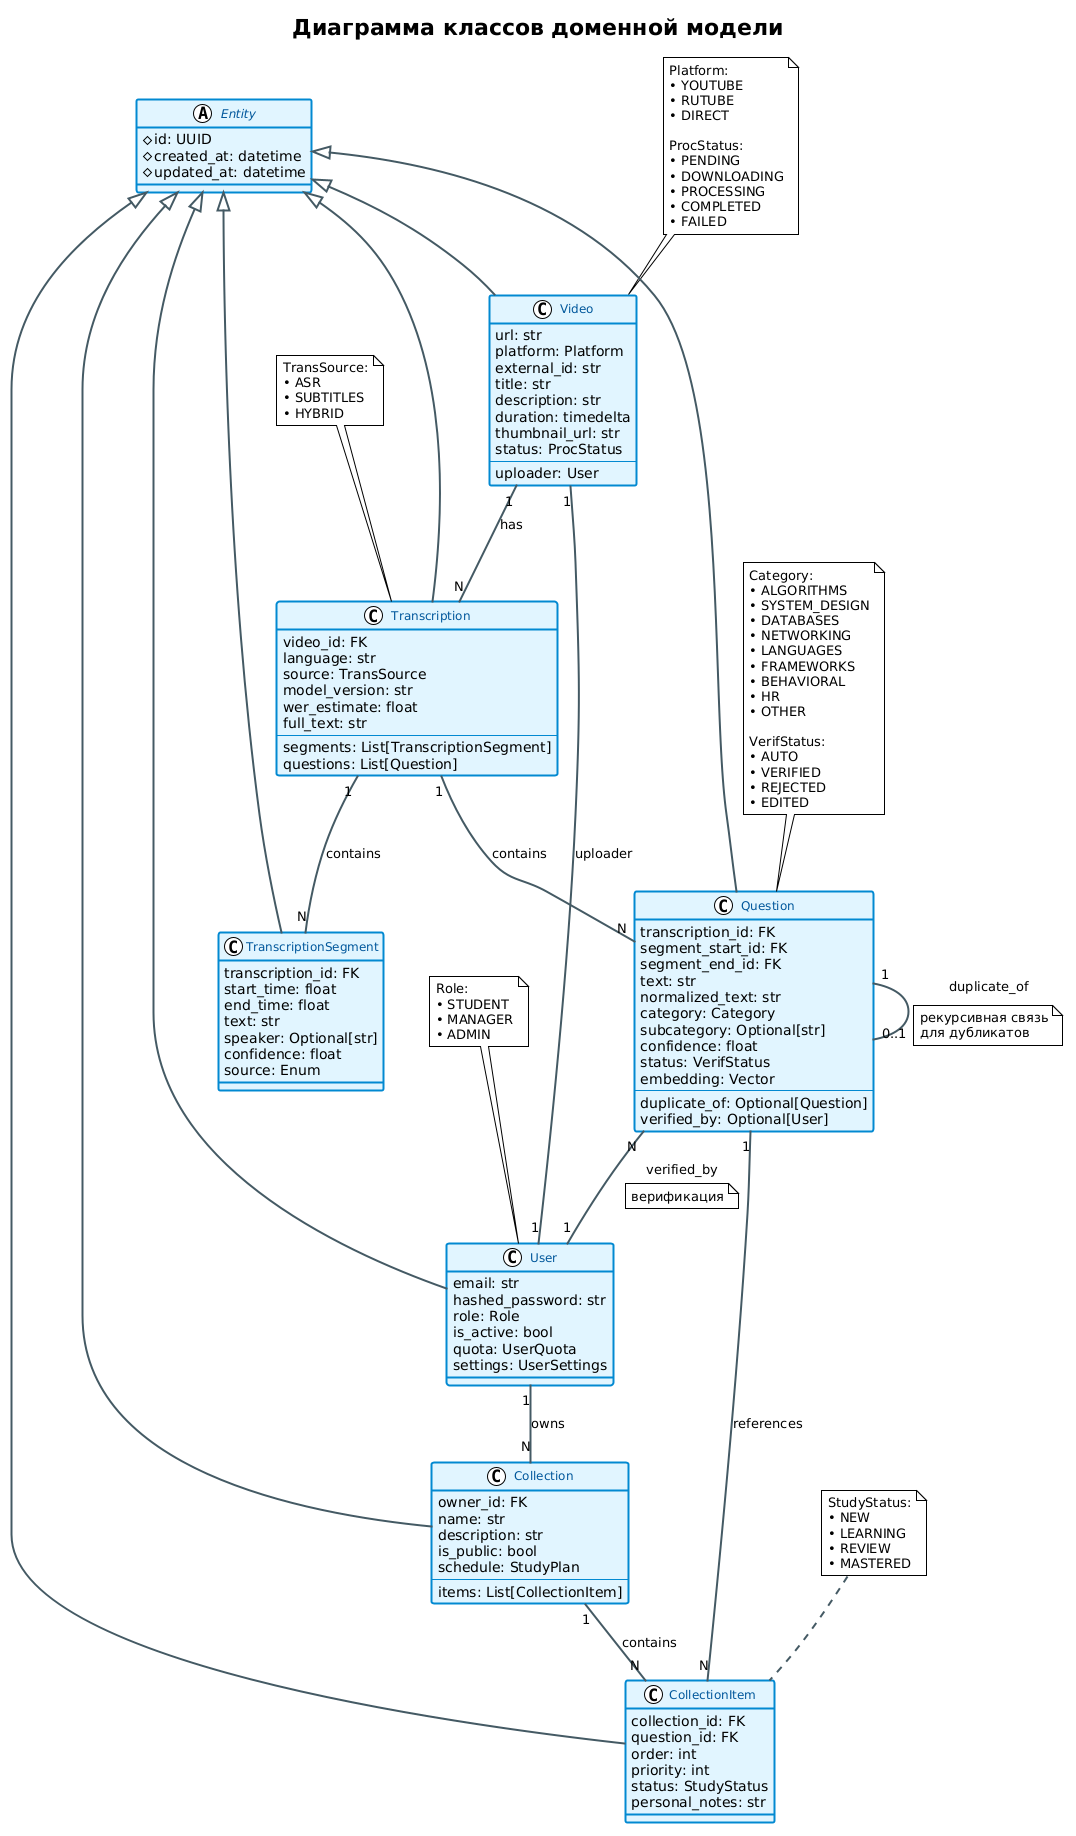 Диаграмма классов доменной модели
Platform:
• YOUTUBE
• RUTUBE
• DIRECT
ProcStatus:
• PENDING
• DOWNLOADING
• PROCESSING
• COMPLETED
• FAILED
A Entity
id: UUID
created_at: datetime
updated_at: datetime
C Video
url: str
platform: Platform
external_id: str
title: str
description: str
duration: timedelta
thumbnail_url: str
status: ProcStatus
uploader: User
TransSource:
• ASR
• SUBTITLES
• HYBRID
1
1
has
N
C Transcription
video_id: FK
language: str
source: TransSource
model_version: str
wer_estimate: float
full_text: str
segments: List[TranscriptionSegment]
questions: List[Question]
Category:
• ALGORITHMS
• SYSTEM_DESIGN
• DATABASES
• NETWORKING
• LANGUAGES
• FRAMEWORKS
• BEHAVIORAL
• HR
• OTHER
VerifStatus:
• AUTO
• VERIFIED
• REJECTED
• EDITED
1
1
contains
contains
uploader
N
N
C TranscriptionSegment
transcription_id: FK
start_time: float
end_time: float
text: str
speaker: Optional[str]
confidence: float
source: Enum
Role:
• STUDENT
• MANAGER
• ADMIN
C Question
transcription_id: FK
segment_start_id: FK
segment_end_id: FK
text: str
normalized_text: str
category: Category
subcategory: Optional[str]
confidence: float
status: VerifStatus
embedding: Vector
duplicate_of: Optional[Question]
verified_by: Optional[User]
1
duplicate_of
0..1
рекурсивная связь
для дубликатов
N
1
verified_by
верификация
1
1
C User
email: str
hashed_password: str
role: Role
is_active: bool
quota: UserQuota
settings: UserSettings
1
owns
references
N
C Collection
owner_id: FK
name: str
description: str
is_public: bool
schedule: StudyPlan
items: List[CollectionItem]
StudyStatus:
• NEW
• LEARNING
• REVIEW
• MASTERED
1
contains
N
N
C CollectionItem
collection_id: FK
question_id: FK
order: int
priority: int
status: StudyStatus
personal_notes: str